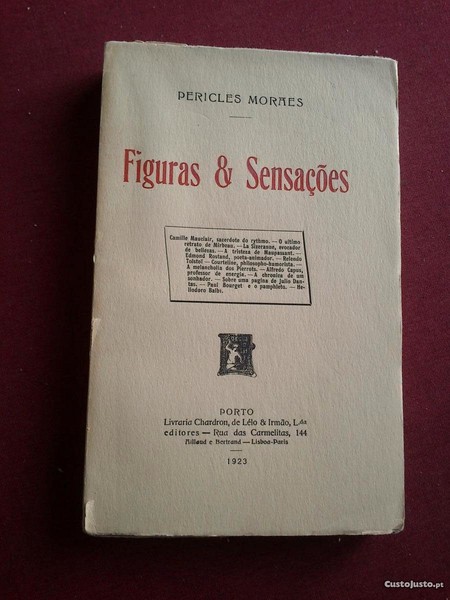 PERICLES MORAES
Figuras & Sensações
Camille Mauclair, sacerdote do rythmo. — O ultimo
retrato de Mirbeau. — La Sizeranne, evocador
de bellezas. — A tristeza de Maupassant. —
Edmond Rostand, poeta-animador. — Relendo
Tolstoï — Courteline, philosopho-humorista. —
A melancholia dos Pierrots. — Alfredo Capus,
professor de energia. — A chronica de um
sonhador. — Sobre uma pagina de Julio Dan-
tas. — Paul Bourget e o pamphleto. — He-
liodoro Balbi.
PORTO
Livraria Chardron, de Lélo & Irmão, L.da
editores — Rua das Carmelitas, 144
Aillaud e Bertrand — Lisboa-Paris
1923
CustoJusto.pt